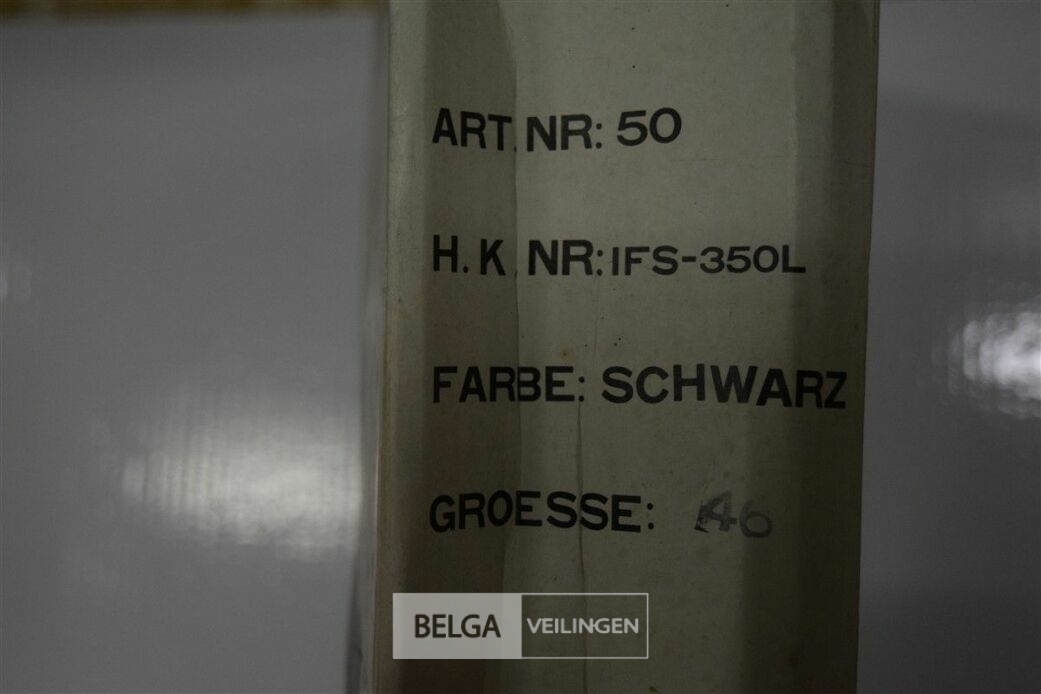 ART. NR: 50
H. K. NR: IFS-350L
FARBE: SCHWARZ
GROESSE: 46
BELGA VEILINGEN